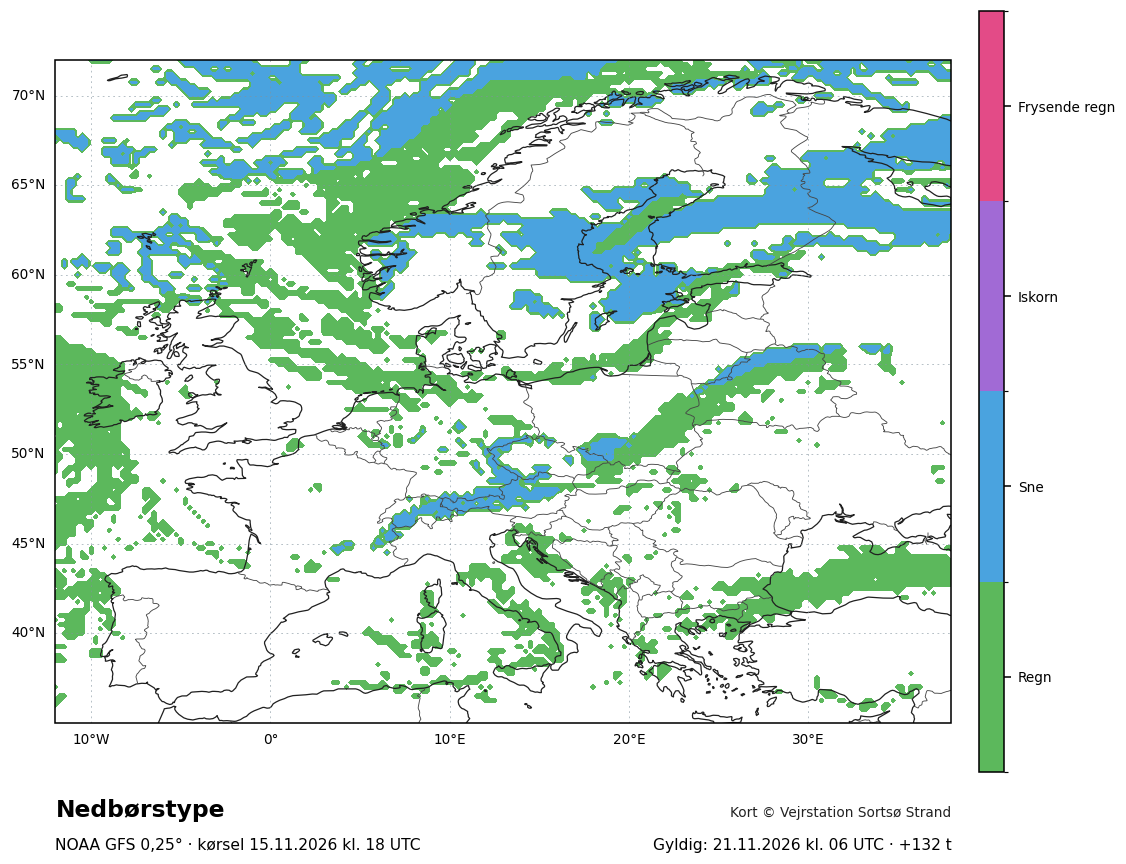 70°N
65°N
60°N
55°N
50°N
45°N
40°N
10°W
0°
10°E
20°E
30°E
Frysende regn
Iskorn
Sne
Regn
Nedbørstype
Kort © Vejrstation Sortsø Strand
NOAA GFS 0,25° · kørsel 15.11.2026 kl. 18 UTC
Gyldig: 21.11.2026 kl. 06 UTC · +132 t